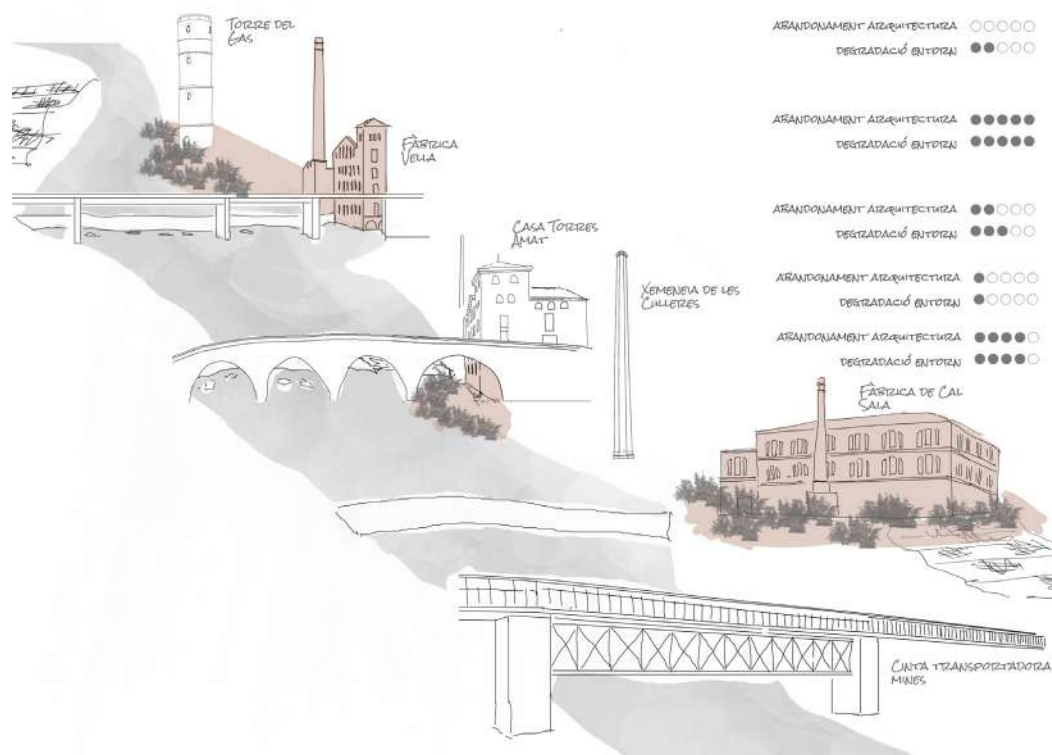 TORRE DEL
GAS
ABANDONAMENT ARQUITECTURA
DEGRADACIÓ ENTORN
FÀBRICA
VELLA
ABANDONAMENT ARQUITECTURA
DEGRADACIÓ ENTORN
CASA TORRES
AMAT
ABANDONAMENT ARQUITECTURA
DEGRADACIÓ ENTORN
XEMENEIA DE LES
CULLERES
ABANDONAMENT ARQUITECTURA
DEGRADACIÓ ENTORN
ABANDONAMENT ARQUITECTURA
DEGRADACIÓ ENTORN
FÀBRICA DE CAL
SALA
CINTA TRANSPORTADORA
MINES